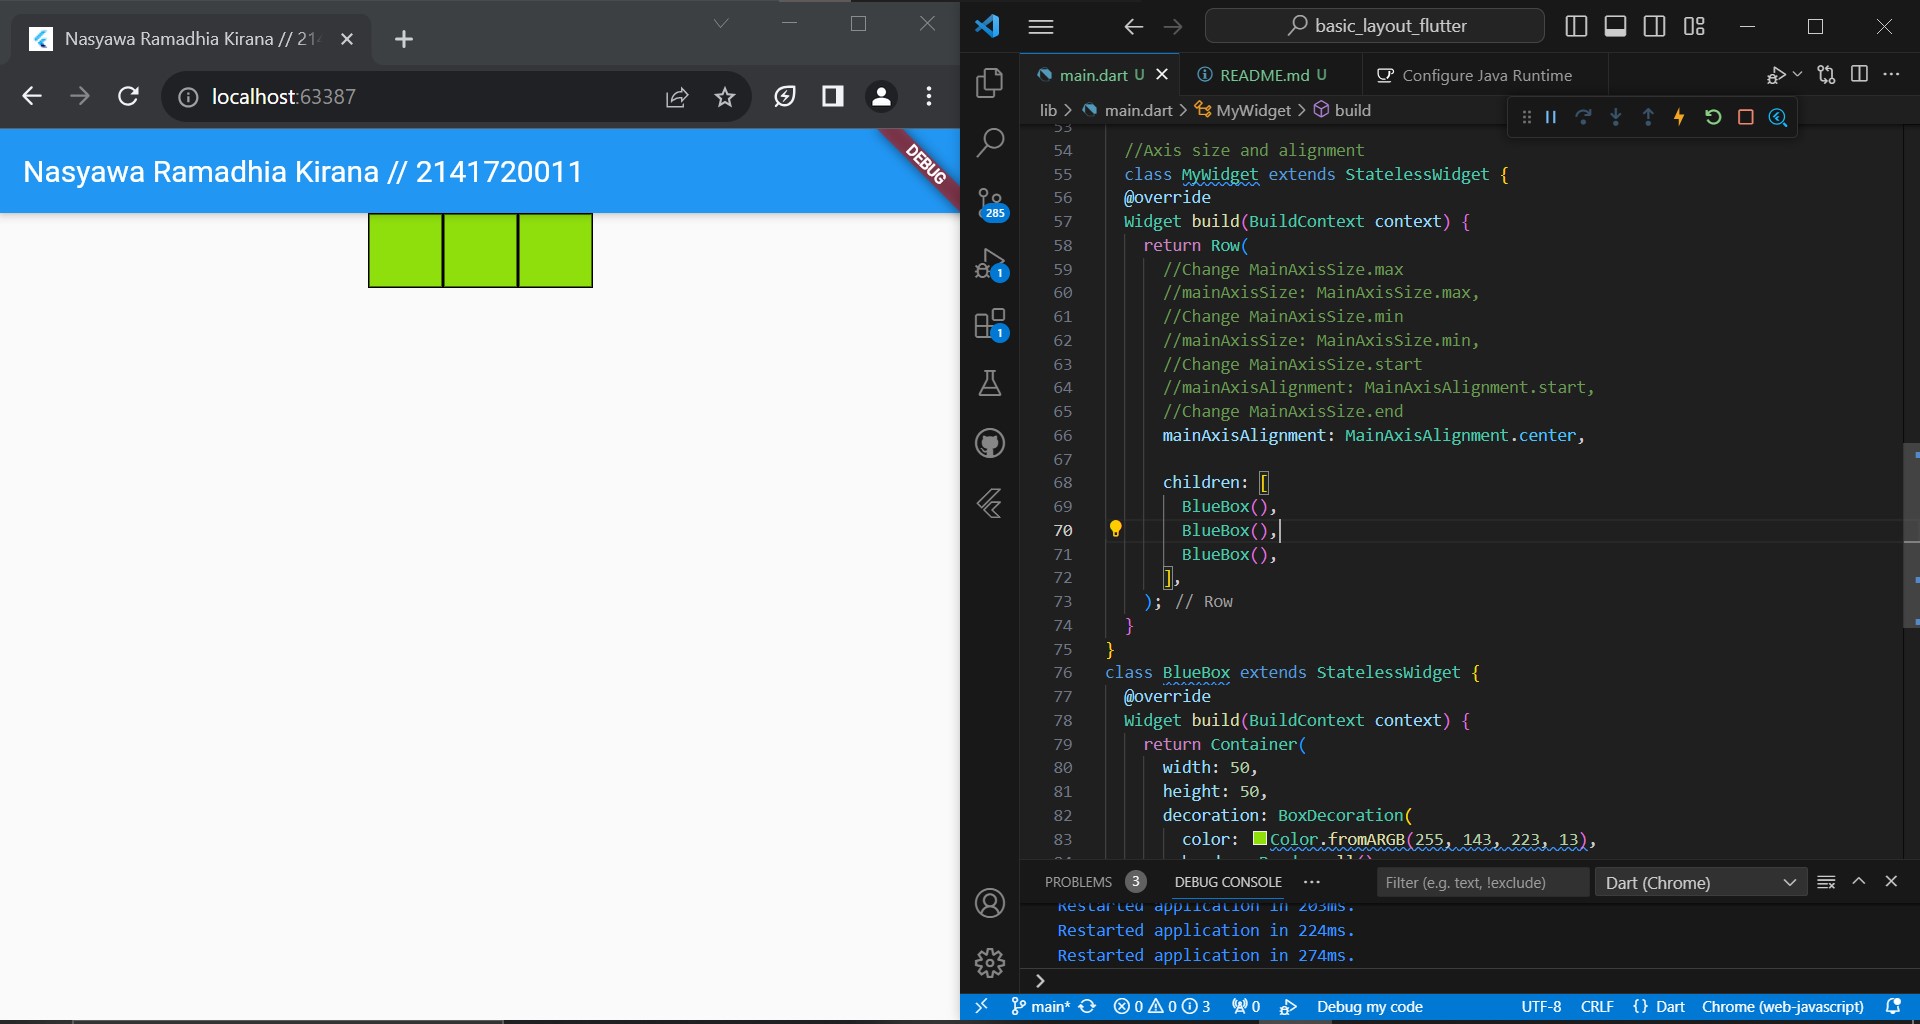 Nasyawa Ramadhia Kirana // 21
localhost:63387
Nasyawa Ramadhia Kirana // 2141720011
DEBUG
basic_layout_flutter
main.dart U
README.md U
Configure Java Runtime
lib > main.dart > MyWidget > build
285
1
1
53
54 //Axis size and alignment
55 class MyWidget extends StatelessWidget {
56 @override
57 Widget build(BuildContext context) {
58 return Row(
59 //Change MainAxisSize.max
60 //mainAxisSize: MainAxisSize.max,
61 //Change MainAxisSize.min
62 //mainAxisSize: MainAxisSize.min,
63 //Change MainAxisSize.start
64 //mainAxisAlignment: MainAxisAlignment.start,
65 //Change MainAxisSize.end
66 mainAxisAlignment: MainAxisAlignment.center,
67
68 children: [
69 BlueBox(),
70 BlueBox(),
71 BlueBox(),
72 ],
73 ); // Row
74 }
75 }
76 class BlueBox extends StatelessWidget {
77 @override
78 Widget build(BuildContext context) {
79 return Container(
80 width: 50,
81 height: 50,
82 decoration: BoxDecoration(
83 color: Color.fromARGB(255, 143, 223, 13),
PROBLEMS 3 DEBUG CONSOLE ... Filter (e.g. text, !exclude) Dart (Chrome)
Restarted application in 203ms.
Restarted application in 224ms.
Restarted application in 274ms.
>
main* 0 0 3 0 Debug my code UTF-8 CRLF {} Dart Chrome (web-javascript)